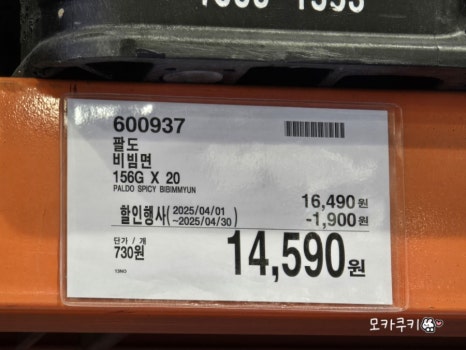 600937
팔도
비빔면
156G X 20
PALDO SPICY BIBIMMYUN
16,490원
할인행사(2025/04/01 ~2025/04/30) -1,900원
단가 / 개
730원
14,590원
모카쿠키